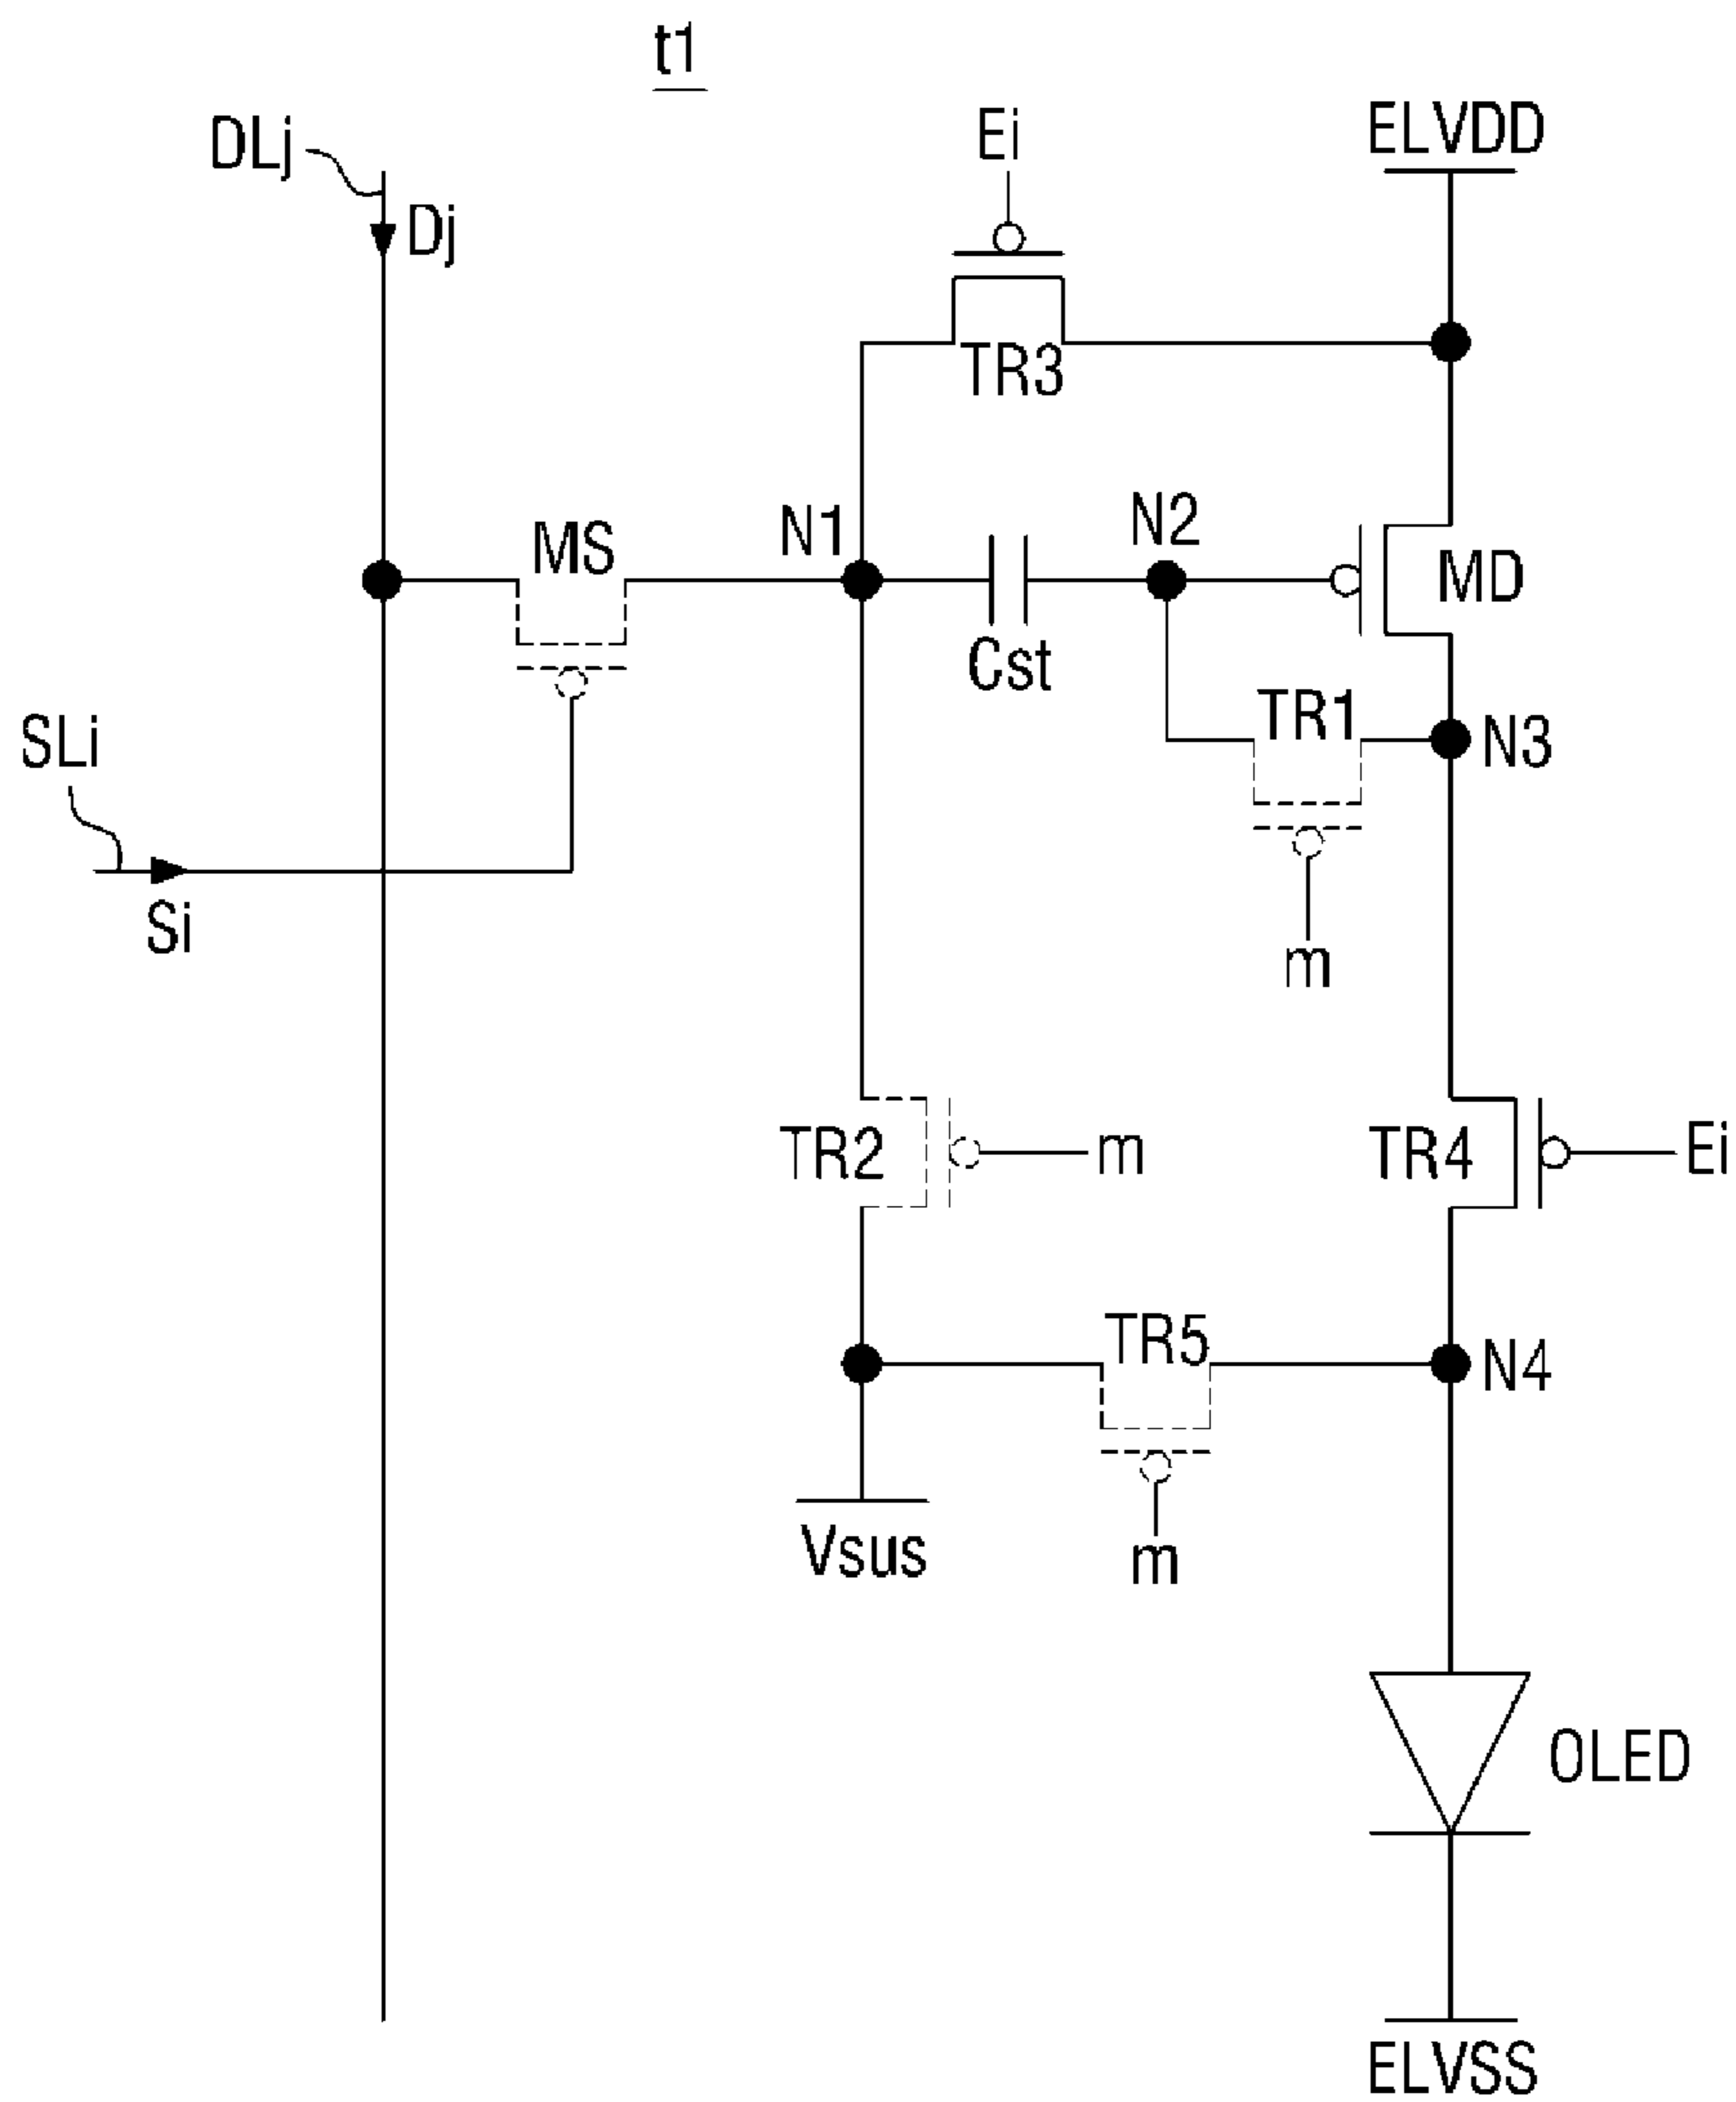 t1
DLj
Dj
Ei
ELVDD
TR3
MS
N1
N2
MD
Cst
TR1
N3
SLi
Si
m
TR2
m
TR4
Ei
TR5
N4
Vsus
m
OLED
ELVSS